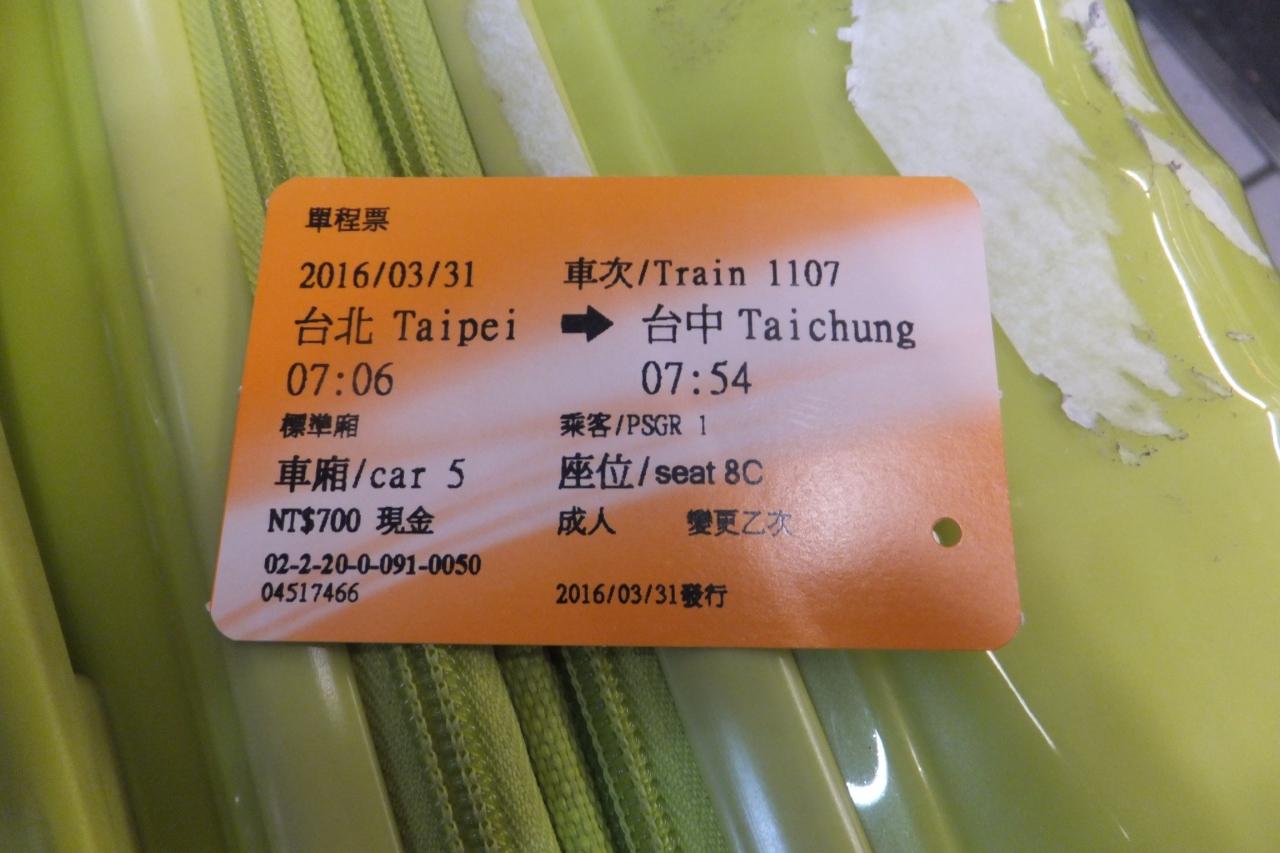 單程票
2016/03/31 車次/Train 1107
台北 Taipei → 台中 Taichung
07:06 07:54
標準廂 乘客/PSGR 1
車廂/car 5 座位/seat 8C
NT$700 現金 成人 變更乙次
02-2-20-0-091-0050
04517466 2016/03/31發行